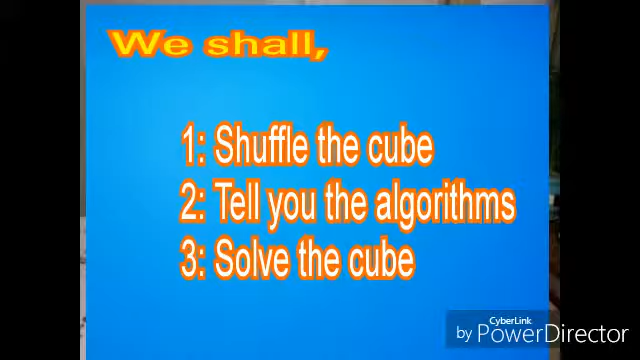 We shall,
1: Shuffle the cube
2: Tell you the algorithms
3: Solve the cube
CyberLink
by PowerDirector